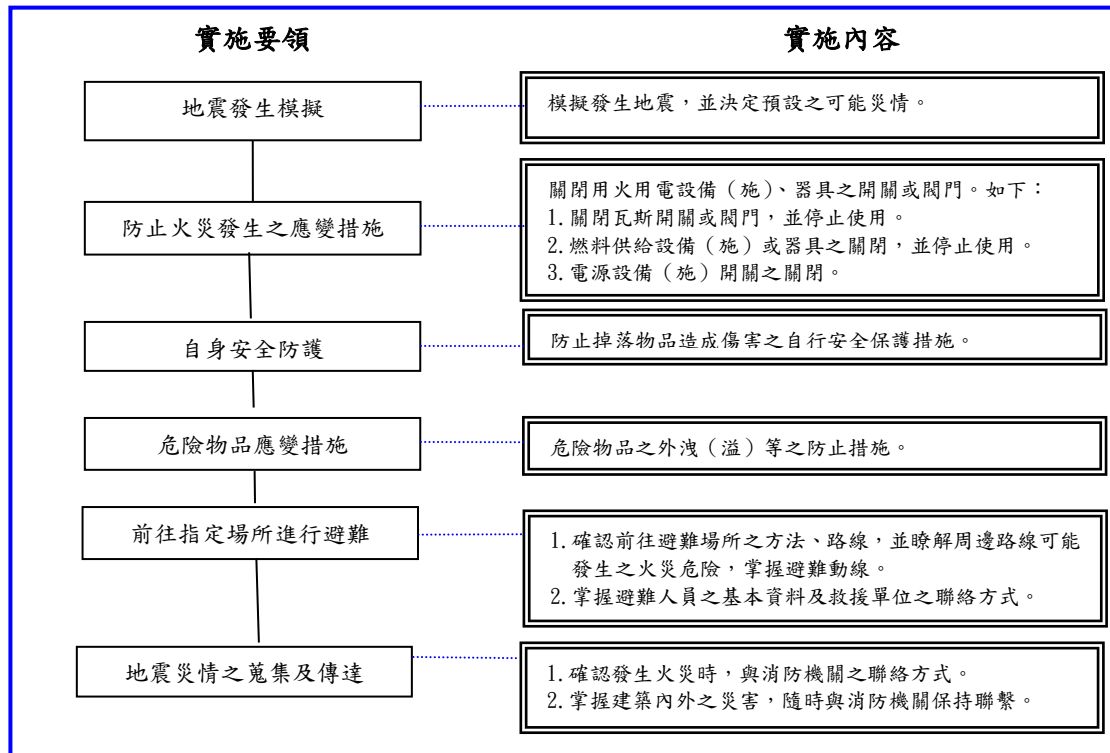 實施要領
實施內容
地震發生模擬
模擬發生地震，並決定預設之可能災情。
防止火災發生之應變措施
關閉用火用電設備（施）、器具之開關或閥門。如下：
1.關閉瓦斯開關或閥門，並停止使用。
2.燃料供給設備（施）或器具之關閉，並停止使用。
3.電源設備（施）開關之關閉。
自身安全防護
防止掉落物品造成傷害之自行安全保護措施。
危險物品應變措施
危險物品之外洩（溢）等之防止措施。
前往指定場所進行避難
1.確認前往避難場所之方法、路線，並瞭解周邊路線可能
發生之火災危險，掌握避難動線。
2.掌握避難人員之基本資料及救援單位之聯絡方式。
地震災情之蒐集及傳達
1.確認發生火災時，與消防機關之聯絡方式。
2.掌握建築內外之災害，隨時與消防機關保持聯繫。